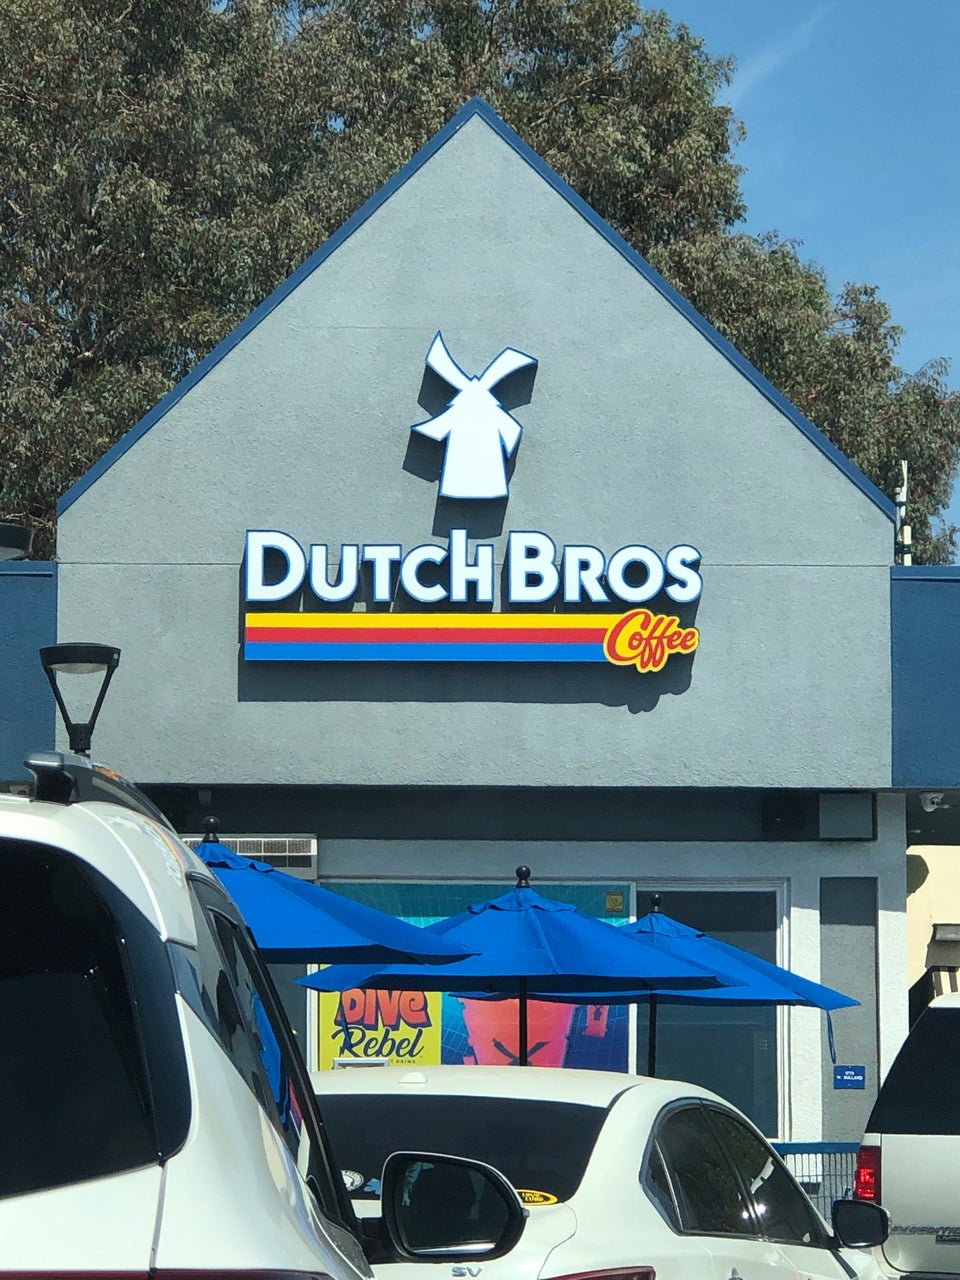 DUTCH BROS
Coffee
DIVE
Rebel
SV